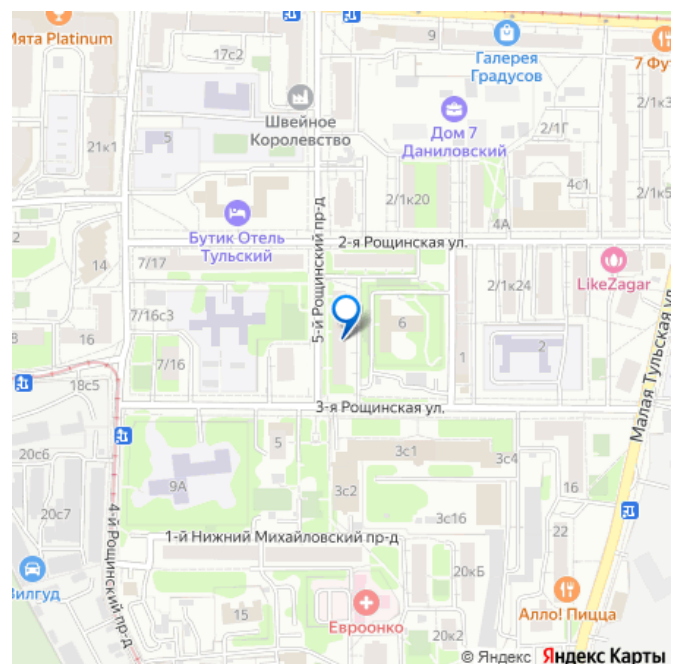 Мята Platinum
17с2
9
Галерея
Градусов
7 Фу
Швейное
Королевство
Дом 7
Даниловский
2/1Г
2/1к3
21к1
5
3
4с1
2/1к5
2/1к20
4А
Бутик Отель
Тульский
2-я Рощинская ул.
5-й Рощинский пр-д
2
14
7/17
LikeZagar
2/1к24
7/16с3
6
8
16
7/16
1
2
Малая Тульская ул.
18с5
3-я Рощинская ул.
20с6
5
3с1
3с4
9А
3с2
16
20с7
3с16
4-й Рощинский пр-д
1-й Нижний Михайловский пр-д
22
Вилгуд
20кБ
15
Евроонко
Алло! Пицца
20к2
© Яндекс Яндекс Карты